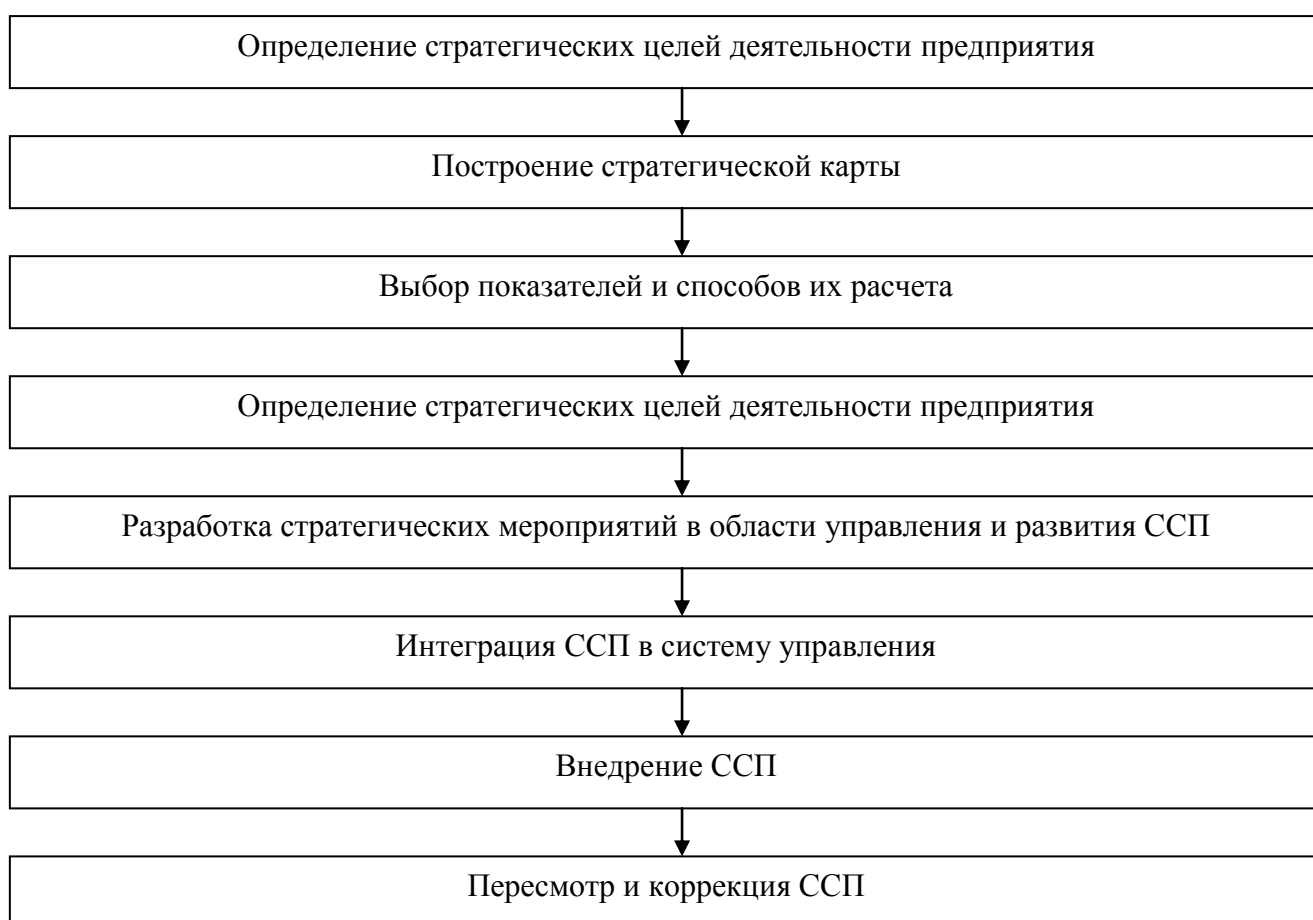 Определение стратегических целей деятельности предприятия
Построение стратегической карты
Выбор показателей и способов их расчета
Определение стратегических целей деятельности предприятия
Разработка стратегических мероприятий в области управления и развития ССП
Интеграция ССП в систему управления
Внедрение ССП
Пересмотр и коррекция ССП